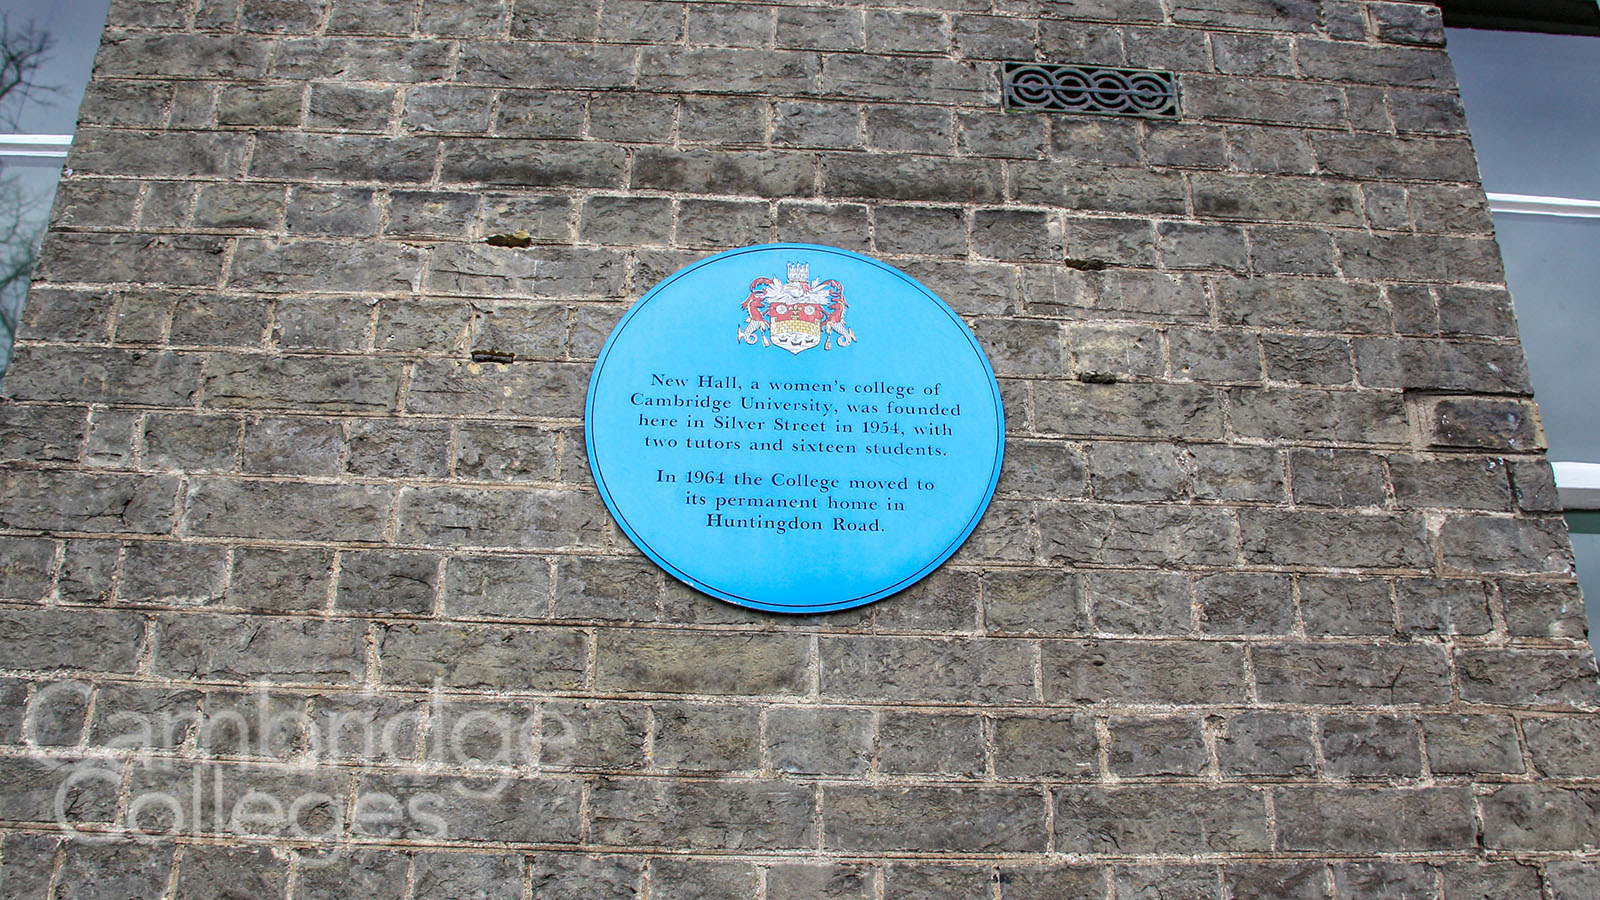 New Hall, a women's college of
Cambridge University, was founded
here in Silver Street in 1954, with
two tutors and sixteen students.
In 1964 the College moved to
its permanent home in
Huntingdon Road.
Cambridge
Colleges